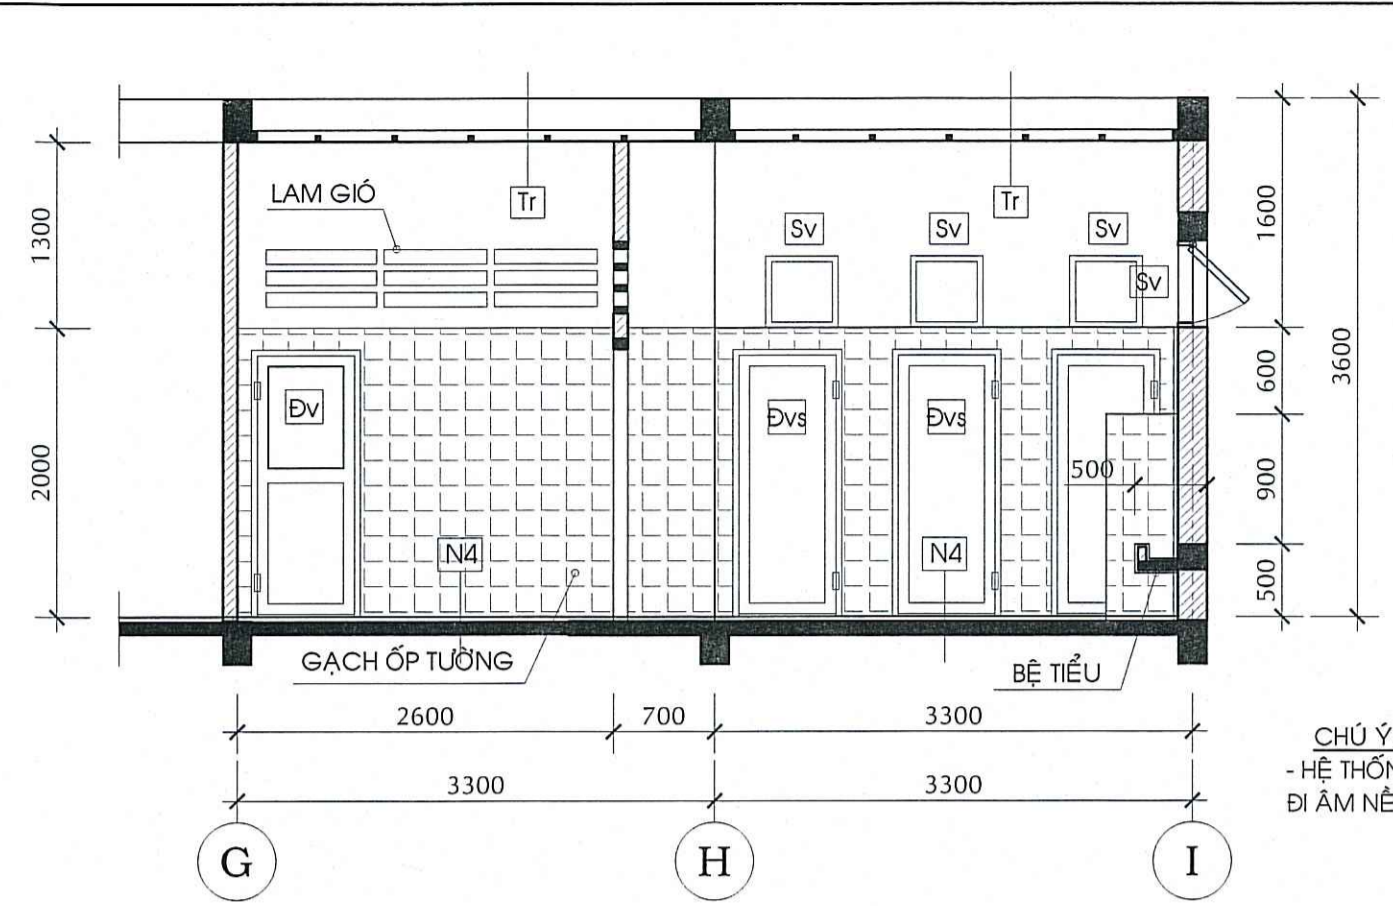 LAM GIÓ
Tr
Tr
Sv
Sv
Sv
Sv
1300
2000
1600
600
900
500
3600
Đv
Đvs
Đvs
500
N4
N4
GẠCH ỐP TƯỜNG
BỆ TIỂU
2600
700
3300
3300
3300
CHÚ Ý
- HỆ THỐN
ĐI ÂM NỀ
G
H
I